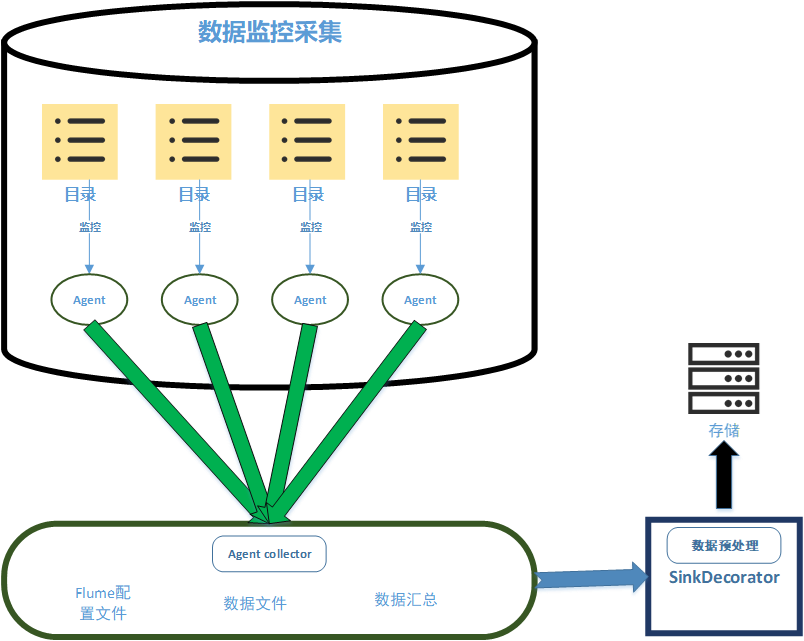 数据监控采集
目录
目录
目录
目录
监控
监控
监控
监控
Agent
Agent
Agent
Agent
存储
Agent collector
Flume配
置文件
数据文件
数据汇总
数据预处理
SinkDecorator